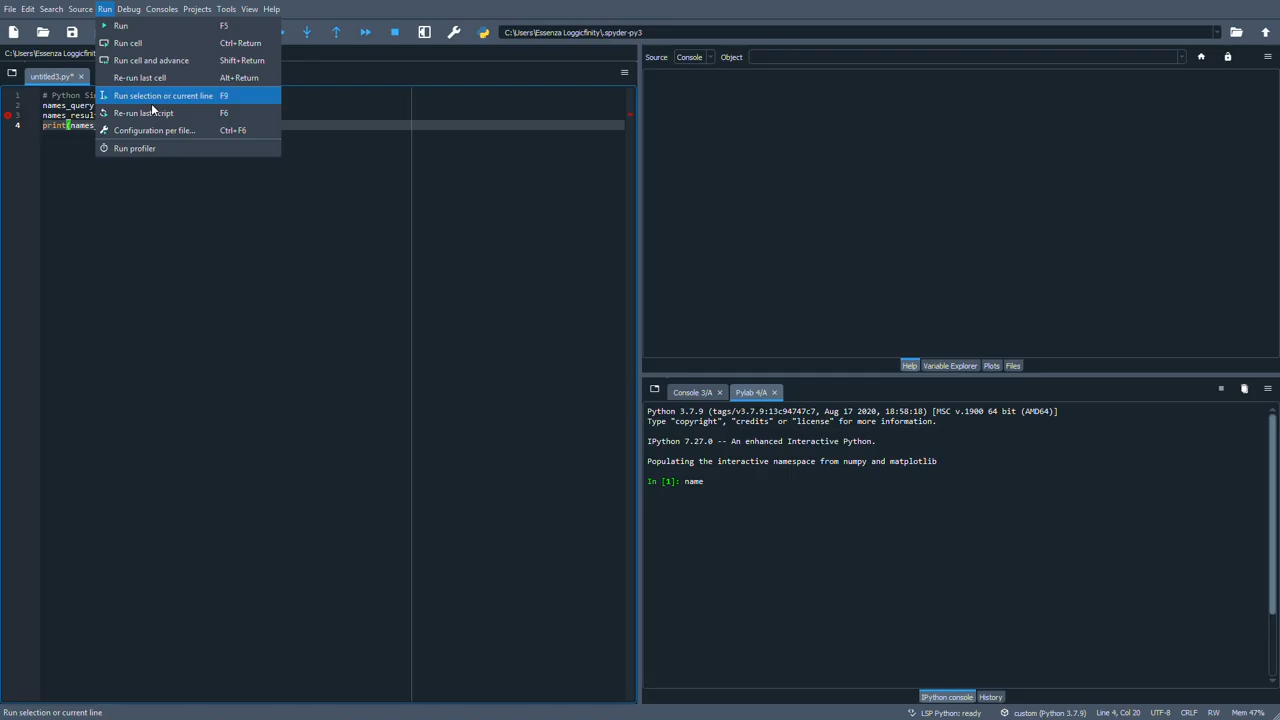 File Edit Search Source Run Debug Consoles Projects Tools View Help
Run F5
Run cell Ctrl+Return
Run cell and advance Shift+Return
Re-run last cell Alt+Return
Run selection or current line F9
Re-run last script F6
Configuration per file... Ctrl+F6
Run profiler
C:\Users\Essenza Loggicfinity\.spyder-py3
C:\Users\Essenza Loggicfinity
untitled3.py*
1 # Python Si
2 names_query
3 names_resul
4 print(names_
Source Console Object
Help Variable Explorer Plots Files
Console 3/A Pylab 4/A
Python 3.7.9 (tags/v3.7.9:13c94747c7, Aug 17 2020, 18:58:18) [MSC v.1900 64 bit (AMD64)]
Type "copyright", "credits" or "license" for more information.
IPython 7.27.0 -- An enhanced Interactive Python.
Populating the interactive namespace from numpy and matplotlib
In [1]: name
IPython console History
Run selection or current line
LSP Python: ready custom (Python 3.7.9) Line 4, Col 20 UTF-8 CRLF RW Mem 47%